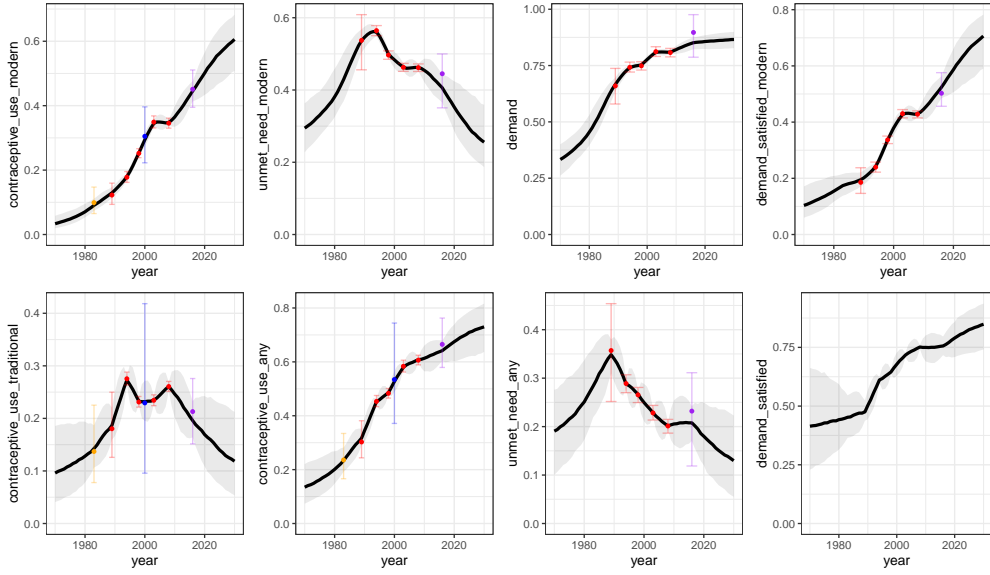 contraceptive_use_modern
0.6
0.4
0.2
0.0
1980 2000 2020
year
unmet_need_modern
0.6
0.4
0.2
0.0
1980 2000 2020
year
demand
1.00
0.75
0.50
0.25
0.00
1980 2000 2020
year
demand_satisfied_modern
0.8
0.6
0.4
0.2
0.0
1980 2000 2020
year
contraceptive_use_traditional
0.4
0.3
0.2
0.1
0.0
1980 2000 2020
year
contraceptive_use_any
0.8
0.6
0.4
0.2
0.0
1980 2000 2020
year
unmet_need_any
0.4
0.3
0.2
0.1
0.0
1980 2000 2020
year
demand_satisfied
0.75
0.50
0.25
0.00
1980 2000 2020
year